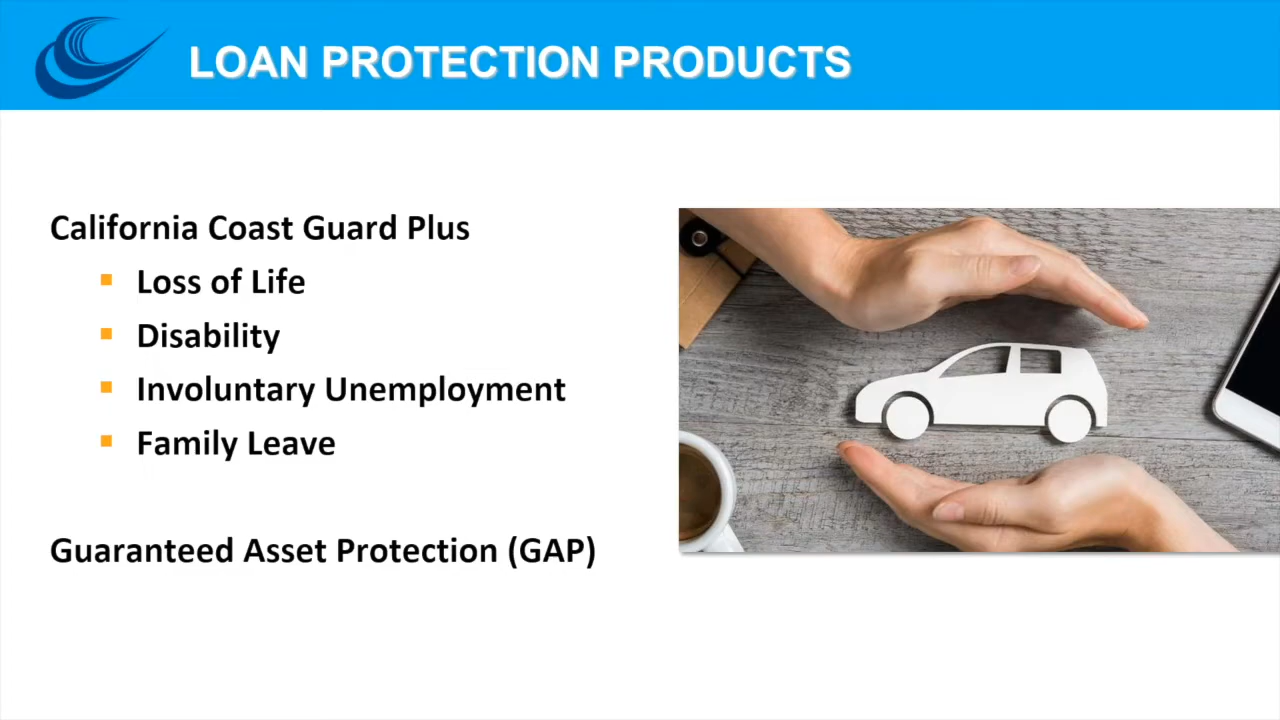 LOAN PROTECTION PRODUCTS
California Coast Guard Plus
Loss of Life
Disability
Involuntary Unemployment
Family Leave
Guaranteed Asset Protection (GAP)